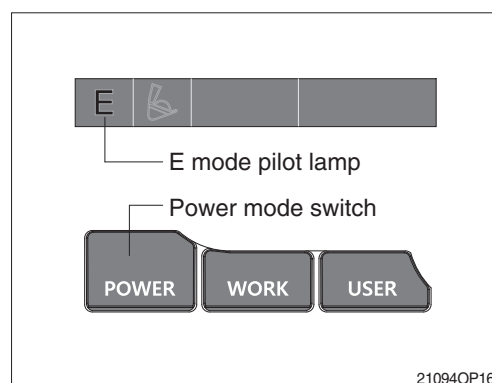 E
E mode pilot lamp
Power mode switch
POWER WORK USER
21094OP16